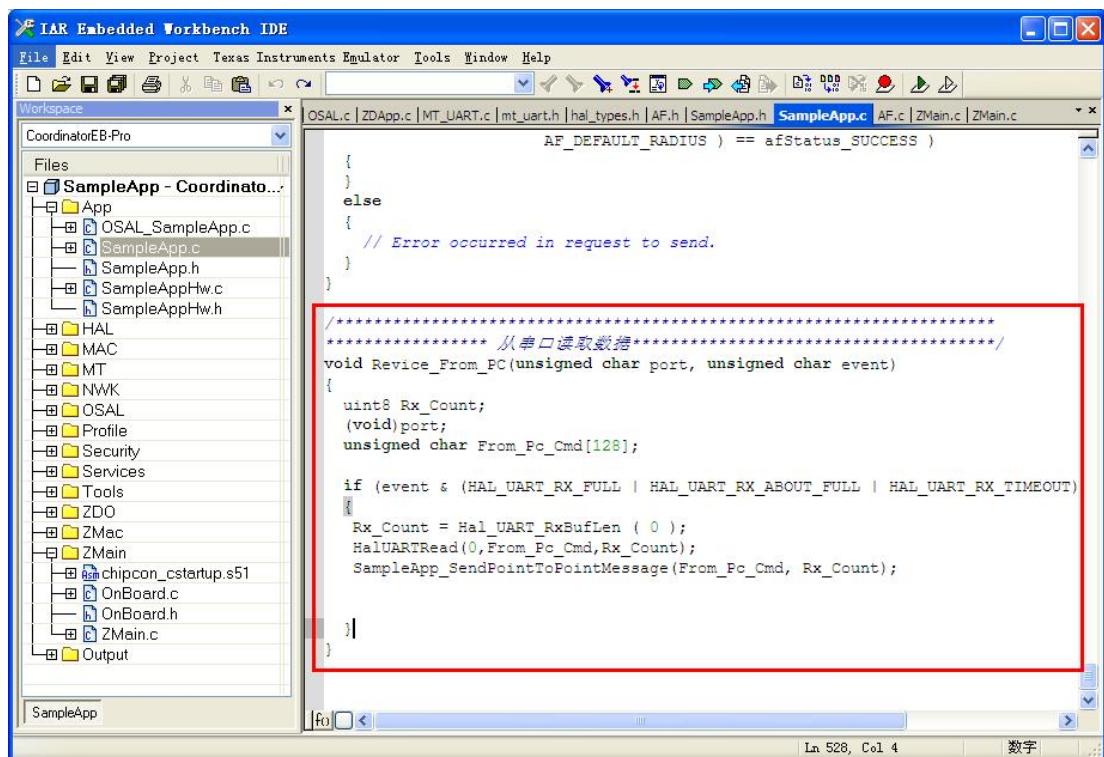 IAR Embedded Workbench IDE
File Edit View Project Texas Instruments Emulator Tools Window Help
Workspace
CoordinatorEB-Pro
Files
SampleApp - Coordinato...
App
OSAL_SampleApp.c
SampleApp.c
SampleApp.h
SampleAppHw.c
SampleAppHw.h
HAL
MAC
MT
NWK
OSAL
Profile
Security
Services
Tools
ZDO
ZMac
ZMain
chipcon_cstartup.s51
OnBoard.c
OnBoard.h
ZMain.c
Output
SampleApp
OSAL.c | ZDApp.c | MT_UART.c | mt_uart.h | hal_types.h | AF.h | SampleApp.h SampleApp.c AF.c | ZMain.c | ZMain.c
AF_DEFAULT_RADIUS ) == afStatus_SUCCESS )
{
}
else
{
// Error occurred in request to send.
}
}
/*********************************************************************
***************** 从串口读取数据**************************************/
void Revice_From_PC(unsigned char port, unsigned char event)
{
uint8 Rx_Count;
(void)port;
unsigned char From_Pc_Cmd[128];
if (event & (HAL_UART_RX_FULL | HAL_UART_RX_ABOUT_FULL | HAL_UART_RX_TIMEOUT)
{
Rx_Count = Hal_UART_RxBufLen ( 0 );
HalUARTRead(0,From_Pc_Cmd,Rx_Count);
SampleApp_SendPointToPointMessage(From_Pc_Cmd, Rx_Count);
}
}
Ln 528, Col 4 数字